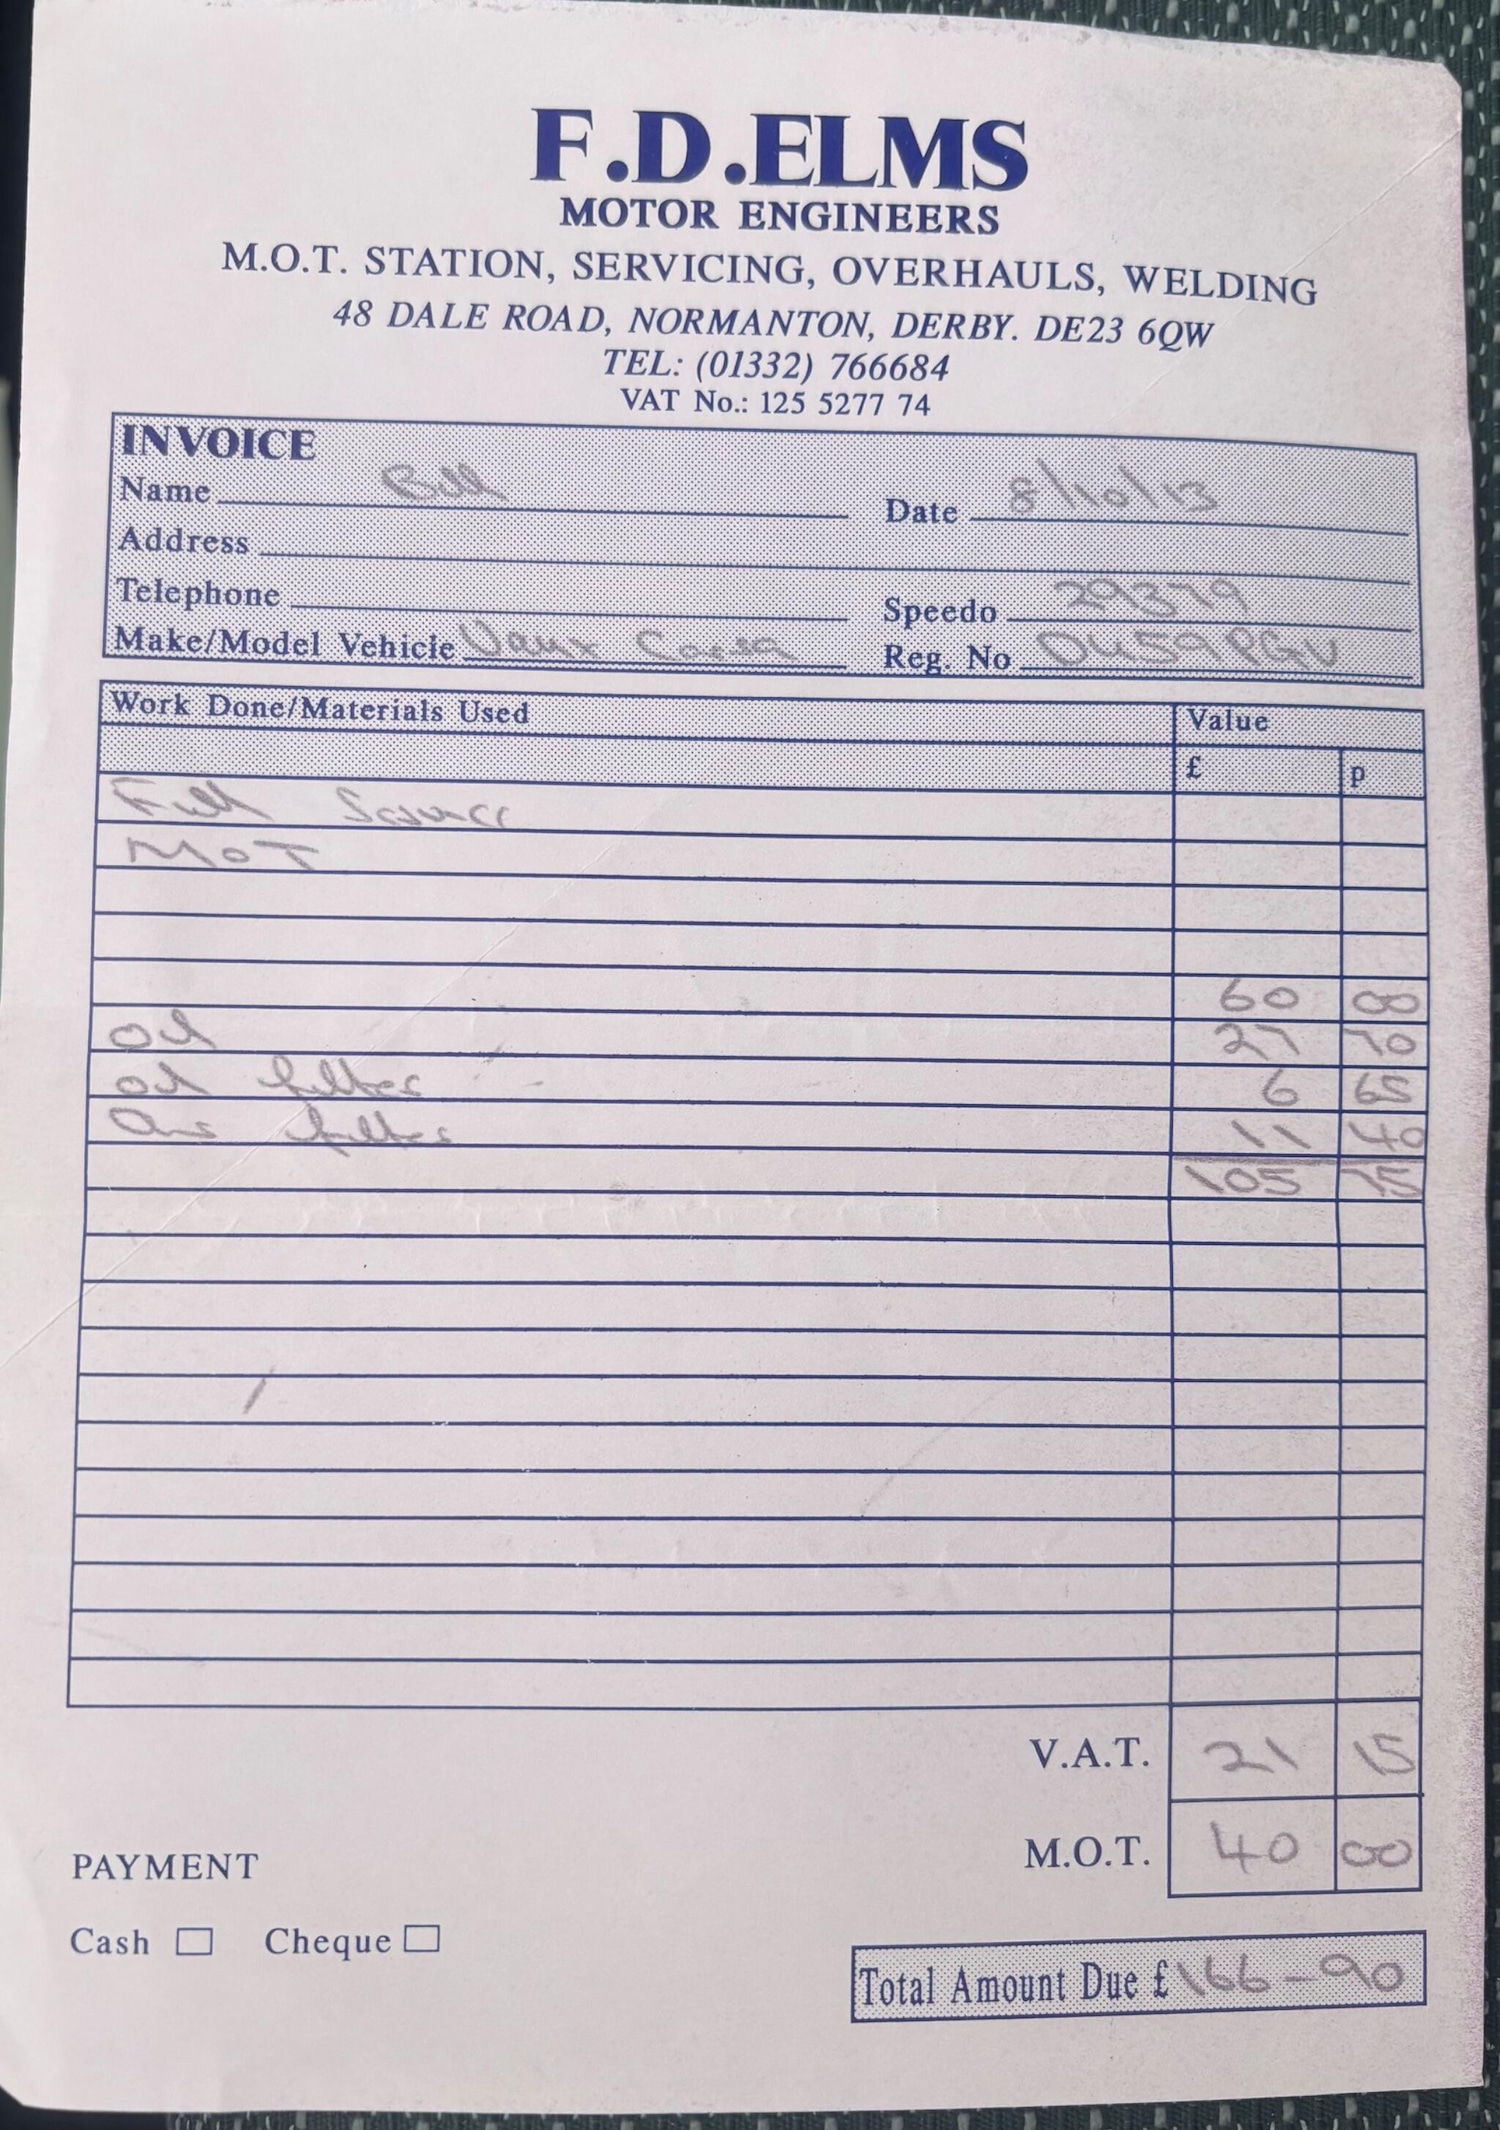 F.D.ELMS
MOTOR ENGINEERS
M.O.T. STATION, SERVICING, OVERHAULS, WELDING
48 DALE ROAD, NORMANTON, DERBY. DE23 6QW
TEL: (01332) 766684
VAT No.: 125 5277 74
INVOICE
Name Bill Date 8/10/13
Address
Telephone Speedo 29379
Make/Model Vehicle Vaux Corsa Reg. No DU59PGV
Work Done/Materials Used Value
£ p
Full Service
MOT
60 00
oil 27 70
oil filter 6 65
Air filter 11 40
105 75
V.A.T. 21 15
M.O.T. 40 00
PAYMENT
Cash Cheque
Total Amount Due £ 166-90